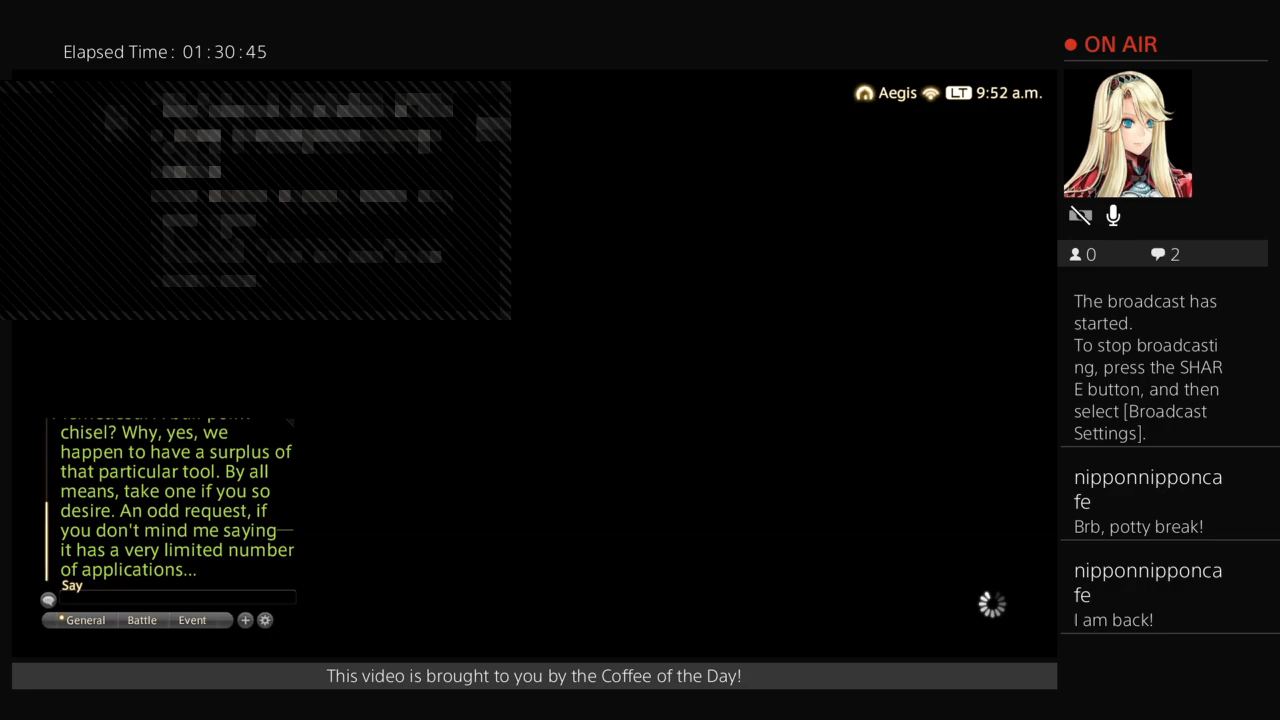 Elapsed Time: 01:30:45
ON AIR
Aegis LT 9:52 a.m.
0 2
The broadcast has
started.
To stop broadcasti
ng, press the SHAR
E button, and then
select [Broadcast
Settings].
nipponnipponca
fe
Brb, potty break!
nipponnipponca
fe
I am back!
chisel? Why, yes, we
happen to have a surplus of
that particular tool. By all
means, take one if you so
desire. An odd request, if
you don't mind me saying—
it has a very limited number
of applications...
Say
General Battle Event
This video is brought to you by the Coffee of the Day!